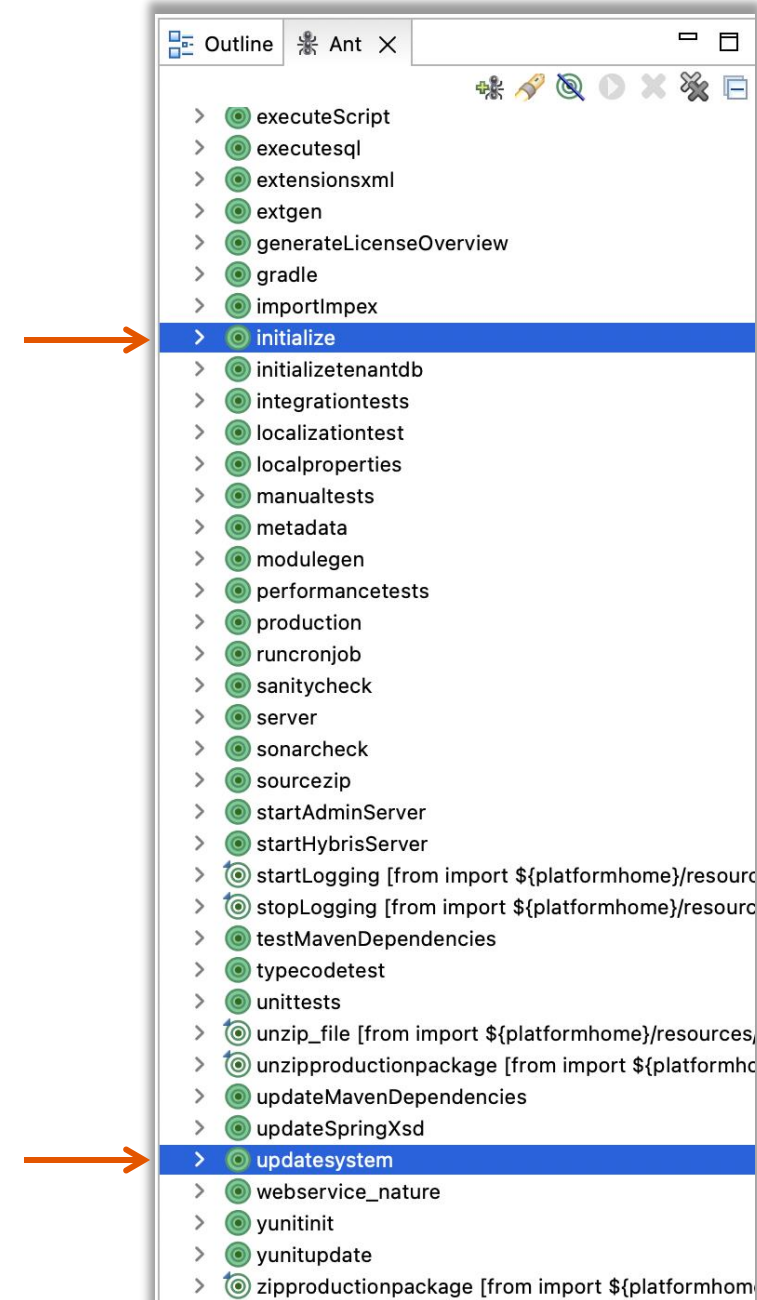 Outline Ant
executeScript
executesql
extensionsxml
extgen
generateLicenseOverview
gradle
importImpex
initialize
initializetenantdb
integrationtests
localizationtest
localproperties
manualtests
metadata
modulegen
performancetests
production
runcronjob
sanitycheck
server
sonarcheck
sourcezip
startAdminServer
startHybrisServer
startLogging [from import ${platformhome}/resourc
stopLogging [from import ${platformhome}/resourc
testMavenDependencies
typecodetest
unittests
unzip_file [from import ${platformhome}/resources/
unzipproductionpackage [from import ${platformho
updateMavenDependencies
updateSpringXsd
updatesystem
webservice_nature
yunitinit
yunitupdate
zipproductionpackage [from import ${platformhom